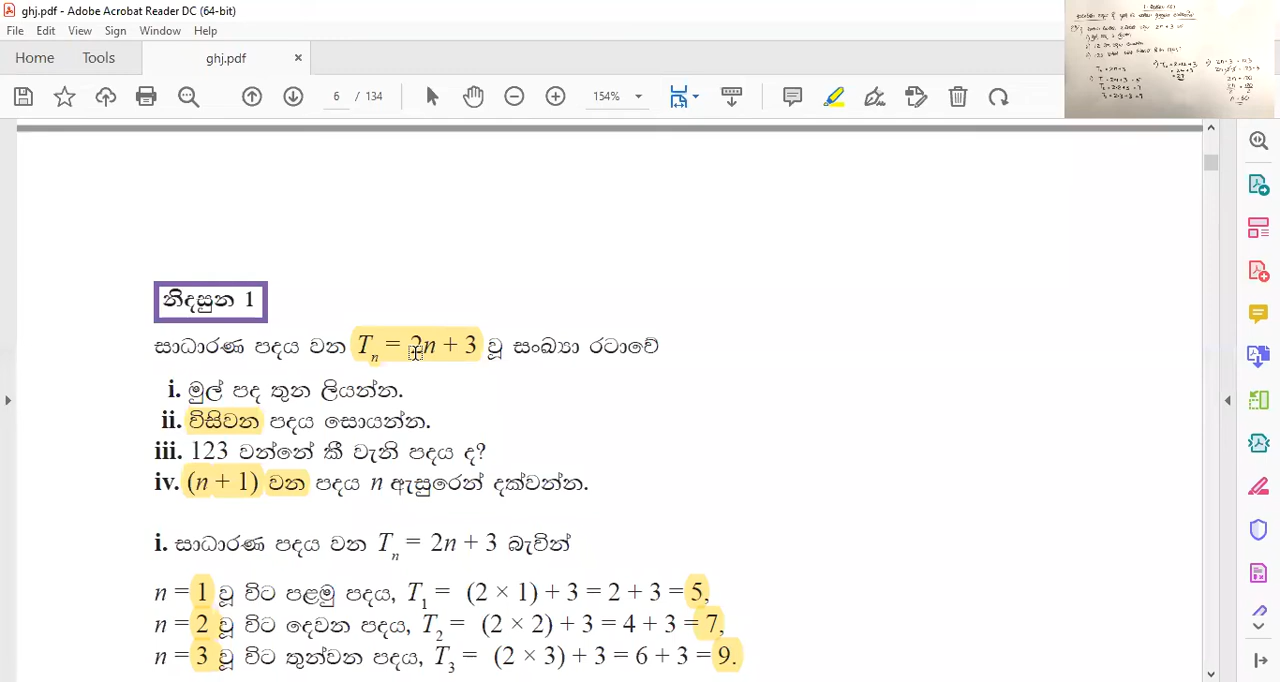 ghj.pdf - Adobe Acrobat Reader DC (64-bit)
File Edit View Sign Window Help
Home Tools ghj.pdf
6 / 134 154%
නිදසුන 1
සාධාරණ පදය වන Tn = 2n + 3 වූ සංඛ්‍යා රටාවේ
i. මුල් පද තුන ලියන්න.
ii. විසිවන පදය සොයන්න.
iii. 123 වන්නේ කී වැනි පදය ද?
iv. (n + 1) වන පදය n ඇසුරෙන් දක්වන්න.
i. සාධාරණ පදය වන Tn = 2n + 3 බැවින්
n = 1 වූ විට පළමු පදය, T1 = (2 × 1) + 3 = 2 + 3 = 5,
n = 2 වූ විට දෙවන පදය, T2 = (2 × 2) + 3 = 4 + 3 = 7,
n = 3 වූ විට තුන්වන පදය, T3 = (2 × 3) + 3 = 6 + 3 = 9.